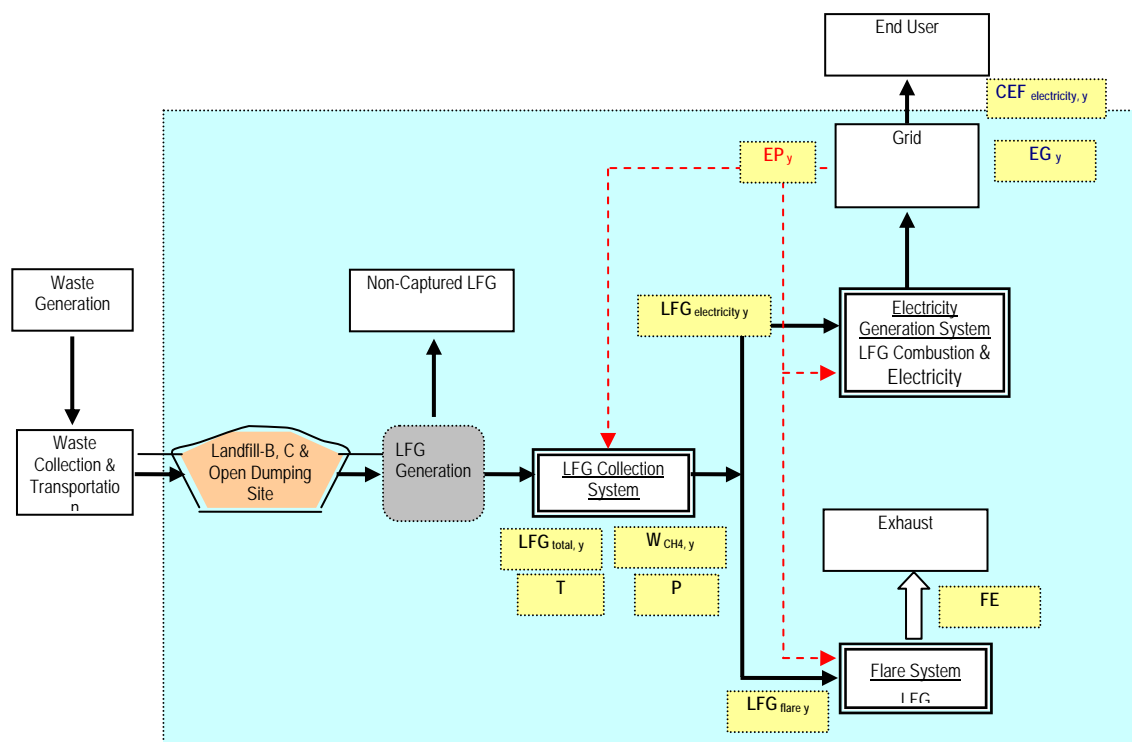 End User
CEF electricity, y
Grid
EP y
EG y
Waste
Generation
Non-Captured LFG
LFG electricity y
Electricity
Generation System
LFG Combustion &
Electricity
Waste
Collection &
Transportatio
n
Landfill-B, C &
Open Dumping
Site
LFG
Generation
LFG Collection
System
LFG total, y
W CH4, y
T
P
Exhaust
FE
Flare System
LFG
LFG flare y